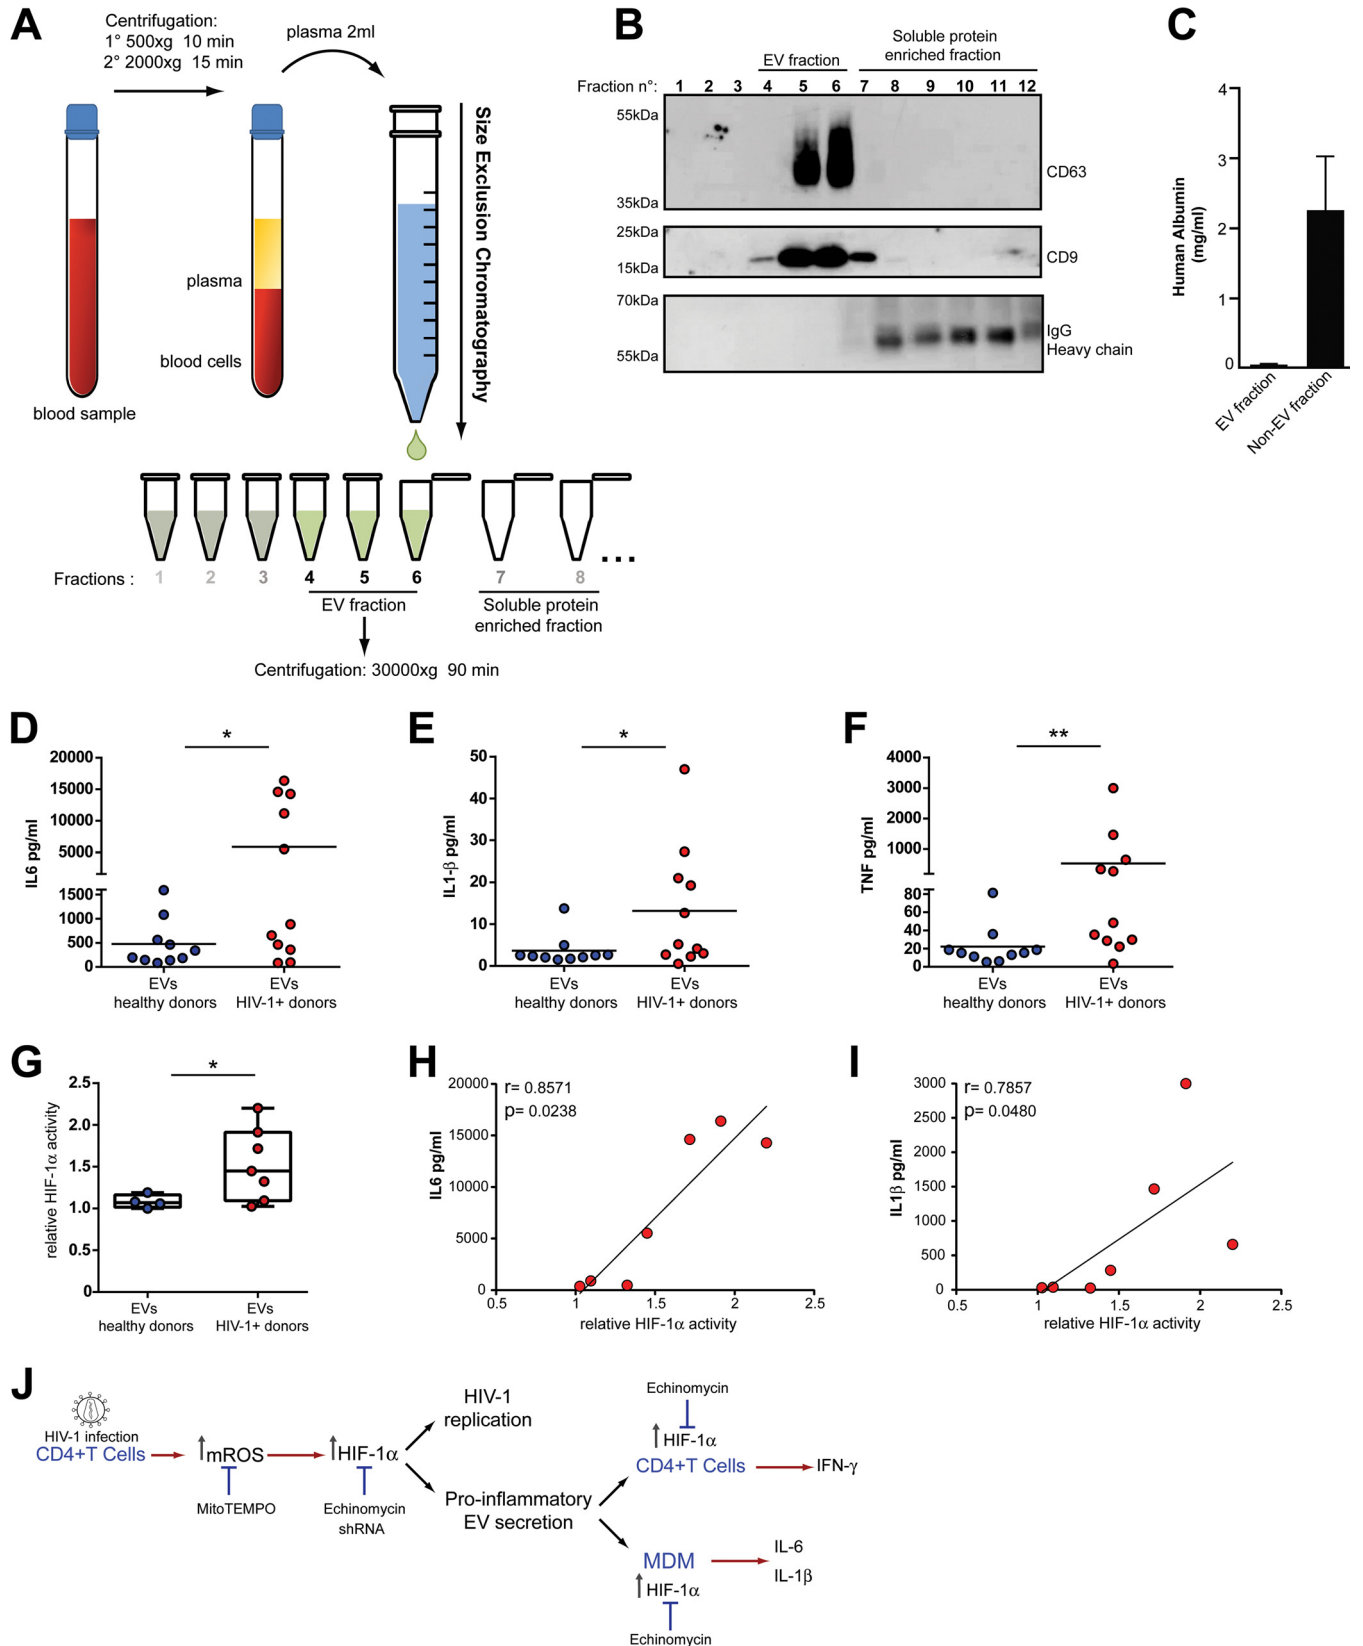 A
Centrifugation:
1° 500xg 10 min
2° 2000xg 15 min
plasma 2ml
Size Exclusion Chromatography
plasma
blood cells
blood sample
Fractions : 1 2 3 4 5 6 7 8 ...
EV fraction
Soluble protein
enriched fraction
Centrifugation: 30000xg 90 min
B
Soluble protein
enriched fraction
EV fraction
Fraction n°: 1 2 3 4 5 6 7 8 9 10 11 12
55kDa
CD63
35kDa
25kDa
CD9
15kDa
70kDa
IgG
Heavy chain
55kDa
C
Human Albumin
(mg/ml)
4
3
2
1
0
EV fraction
Non-EV fraction
D
*
IL6 pg/ml
20000
15000
10000
5000
1500
1000
500
0
EVs
healthy donors
EVs
HIV-1+ donors
E
*
IL1-β pg/ml
50
40
30
20
10
0
EVs
healthy donors
EVs
HIV-1+ donors
F
**
TNF pg/ml
4000
3000
2000
1000
80
60
40
20
0
EVs
healthy donors
EVs
HIV-1+ donors
G
*
relative HIF-1α activity
2.5
2.0
1.5
1.0
0.5
0
EVs
healthy donors
EVs
HIV-1+ donors
H
r= 0.8571
p= 0.0238
IL6 pg/ml
20000
15000
10000
5000
0
0.5 1 1.5 2 2.5
relative HIF-1α activity
I
r= 0.7857
p= 0.0480
IL1β pg/ml
3000
2500
2000
1500
1000
500
0
0.5 1 1.5 2 2.5
relative HIF-1α activity
J
HIV-1 infection
CD4+T Cells
mROS
MitoTEMPO
HIF-1α
Echinomycin
shRNA
HIV-1
replication
Pro-inflammatory
EV secretion
Echinomycin
HIF-1α
CD4+T Cells
IFN-γ
MDM
HIF-1α
IL-6
IL-1β
Echinomycin